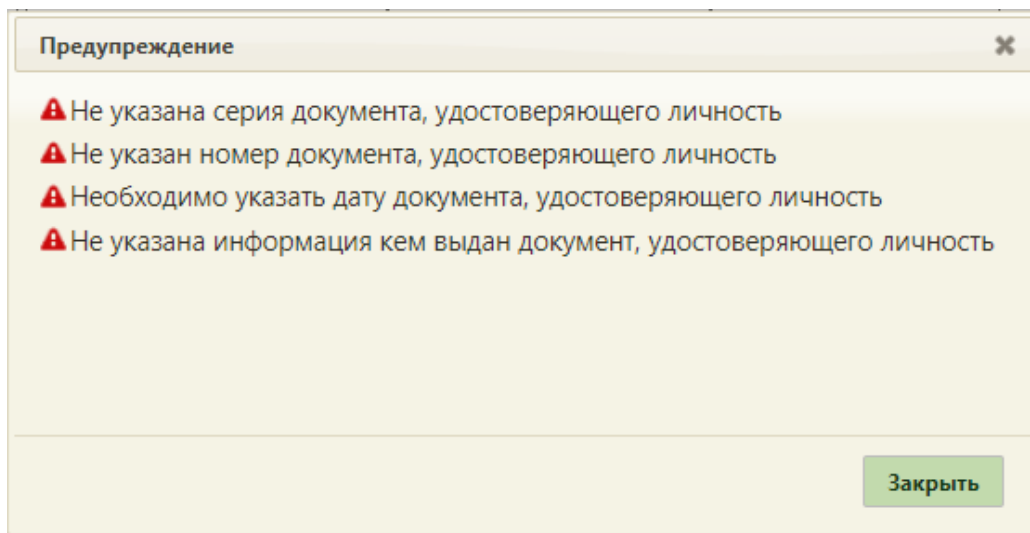 Предупреждение
Не указана серия документа, удостоверяющего личность
Не указан номер документа, удостоверяющего личность
Необходимо указать дату документа, удостоверяющего личность
Не указана информация кем выдан документ, удостоверяющего личность
Закрыть